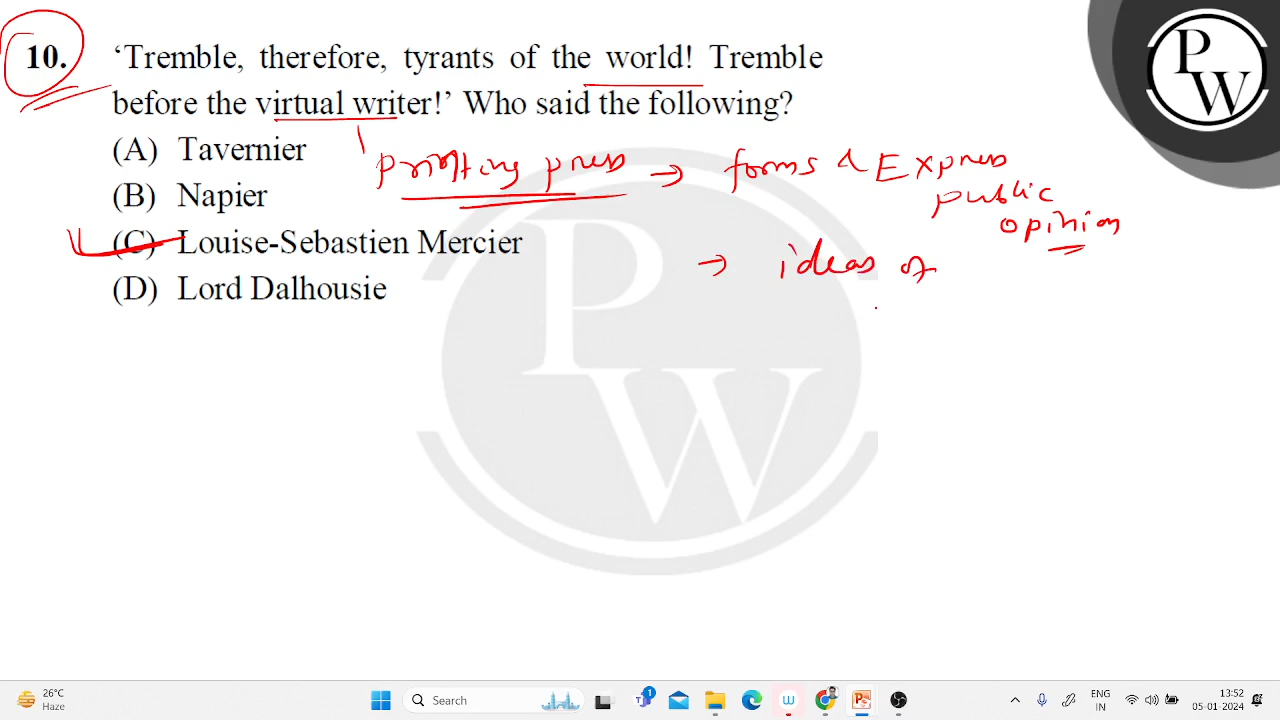 10. ‘Tremble, therefore, tyrants of the world! Tremble
before the virtual writer!’ Who said the following?
(A) Tavernier
(B) Napier
(C) Louise-Sebastien Mercier
(D) Lord Dalhousie
printing press → forms & Express
public
opinion
→ ideas of
P
W
P
W
26°C
Haze
Search
1
ENG
IN
13:52
05-01-2024